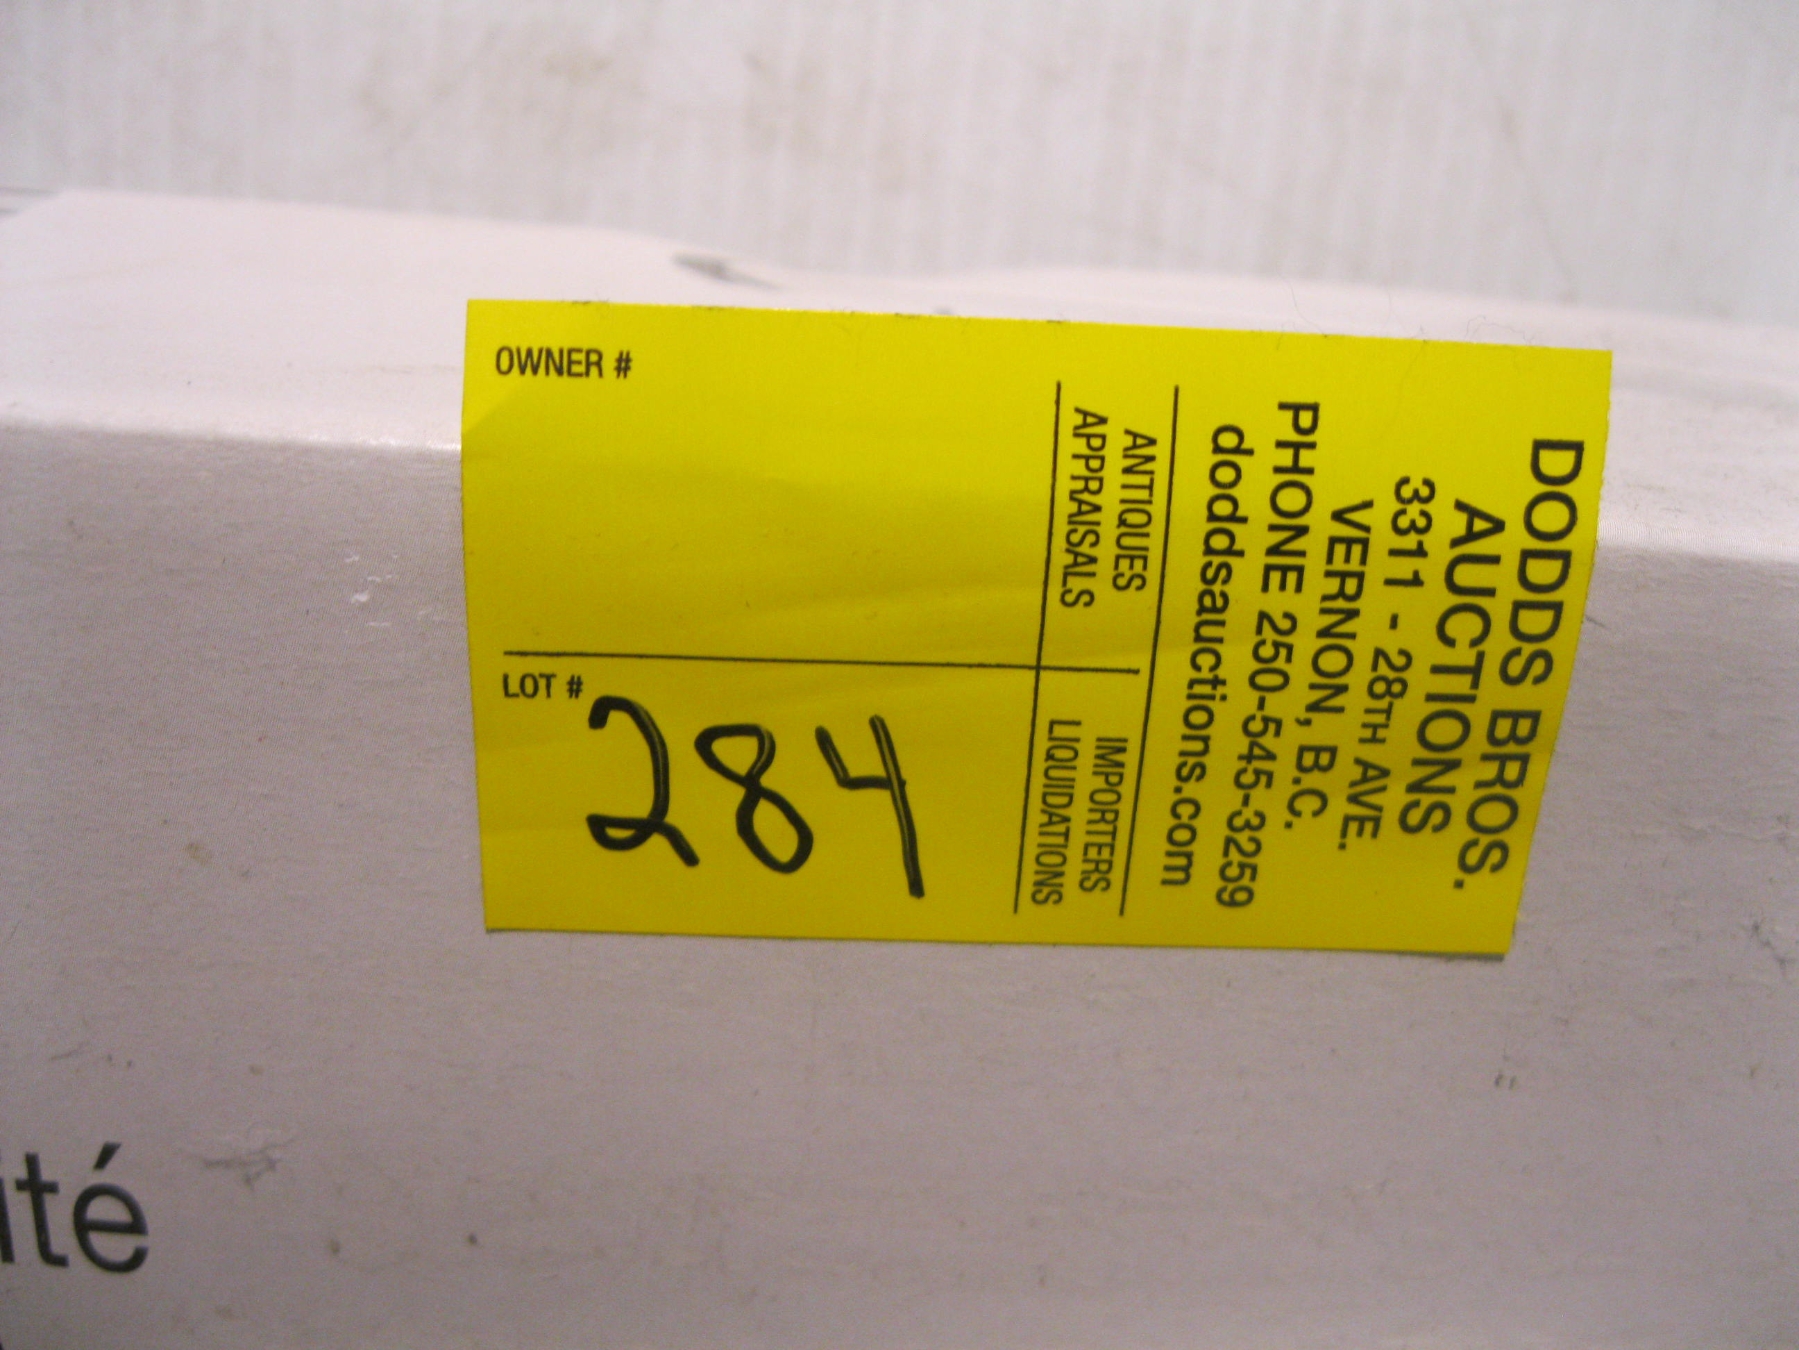 DODDS BROS.
AUCTIONS
3311 - 28TH AVE.
VERNON, B.C.
PHONE 250-545-3259
doddsauctions.com
ANTIQUES
APPRAISALS
IMPORTERS
LIQUIDATIONS
OWNER #
LOT #
284
ité